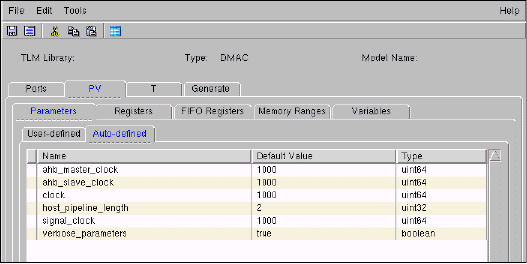 File Edit Tools Help
TLM Library: Type: DMAC Model Name:
Ports PV T Generate
Parameters Registers FIFO Registers Memory Ranges Variables
User-defined Auto-defined
Name Default Value Type
ahb_master_clock 1000 uint64
ahb_slave_clock 1000 uint64
clock 1000 uint64
host_pipeline_length 2 uint32
signal_clock 1000 uint64
verbose_parameters true boolean